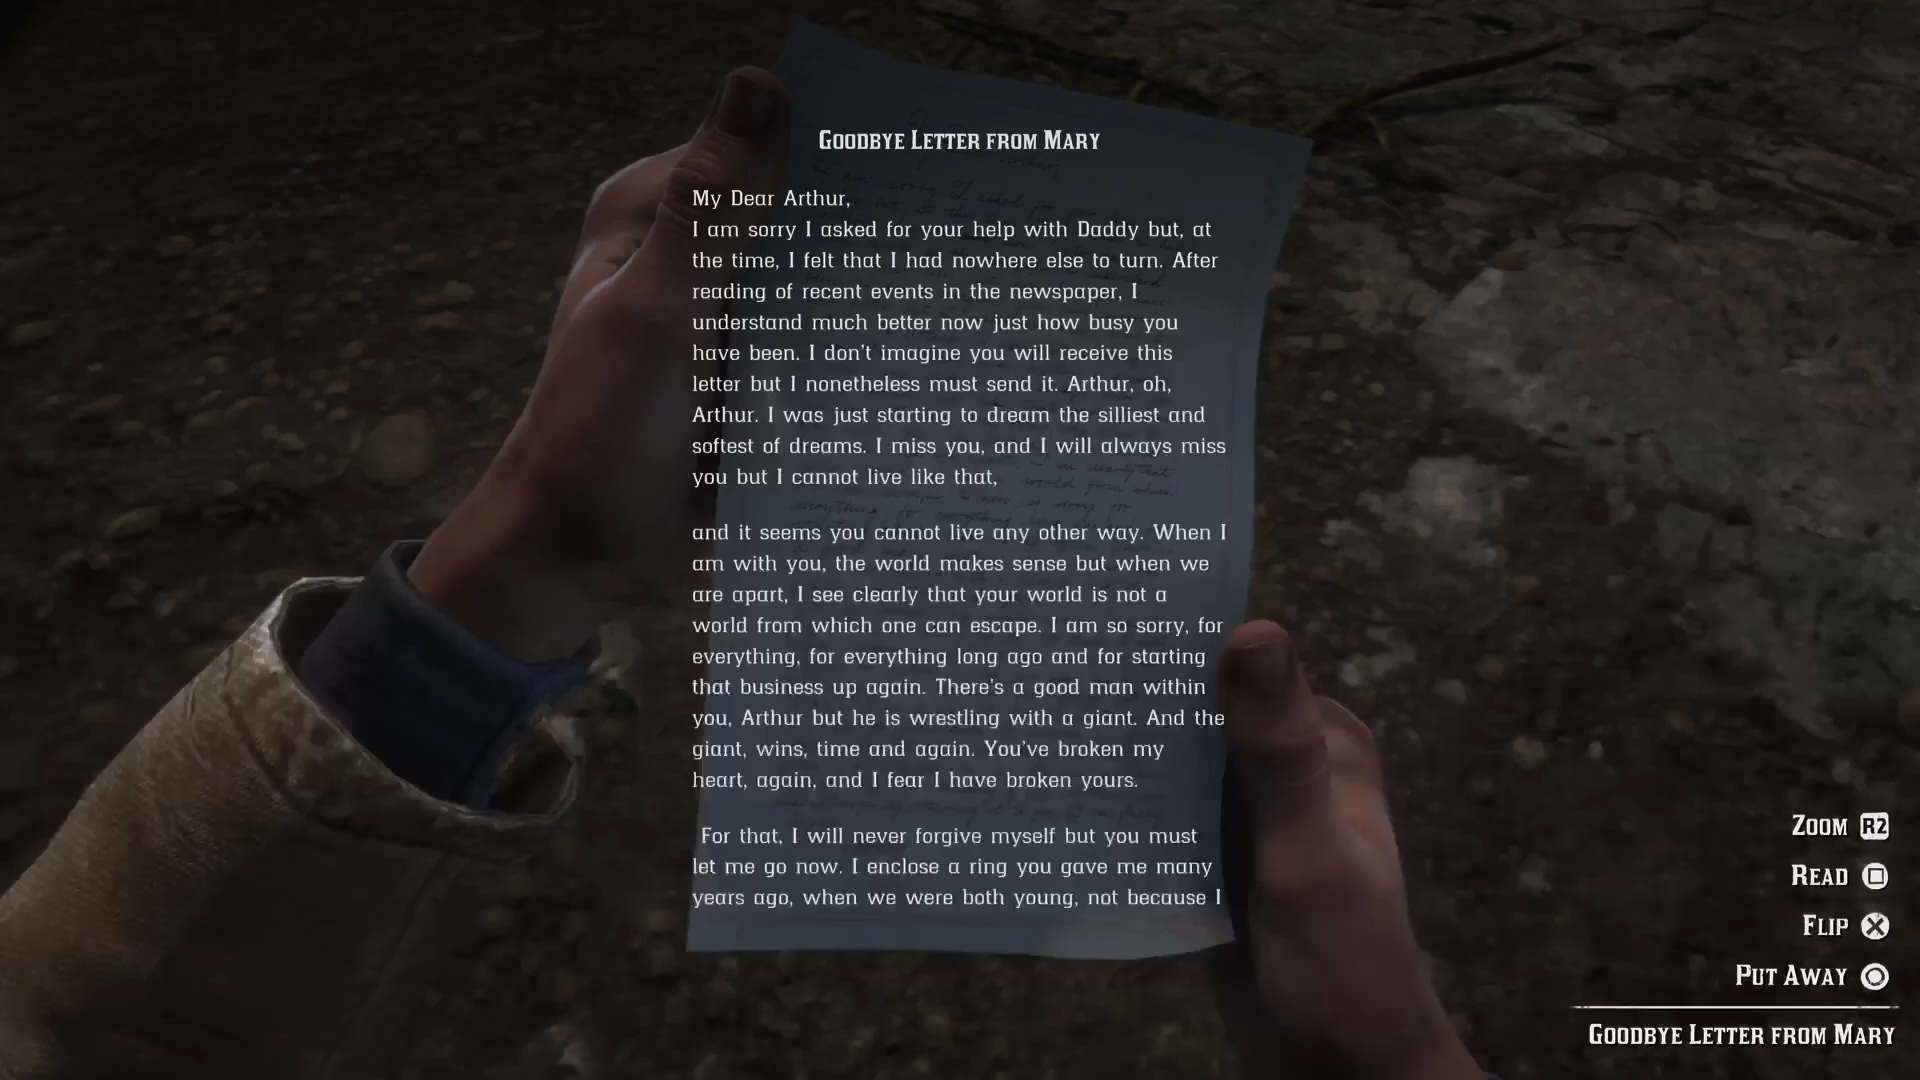 Goodbye Letter from Mary
My Dear Arthur,
I am sorry I asked for your help with Daddy but, at
the time, I felt that I had nowhere else to turn. After
reading of recent events in the newspaper, I
understand much better now just how busy you
have been. I don't imagine you will receive this
letter but I nonetheless must send it. Arthur, oh,
Arthur. I was just starting to dream the silliest and
softest of dreams. I miss you, and I will always miss
you but I cannot live like that,
and it seems you cannot live any other way. When I
am with you, the world makes sense but when we
are apart, I see clearly that your world is not a
world from which one can escape. I am so sorry, for
everything, for everything long ago and for starting
that business up again. There's a good man within
you, Arthur but he is wrestling with a giant. And the
giant, wins, time and again. You've broken my
heart, again, and I fear I have broken yours.
For that, I will never forgive myself but you must
let me go now. I enclose a ring you gave me many
years ago, when we were both young, not because I
Zoom R2
Read
Flip
Put Away
Goodbye Letter from Mary